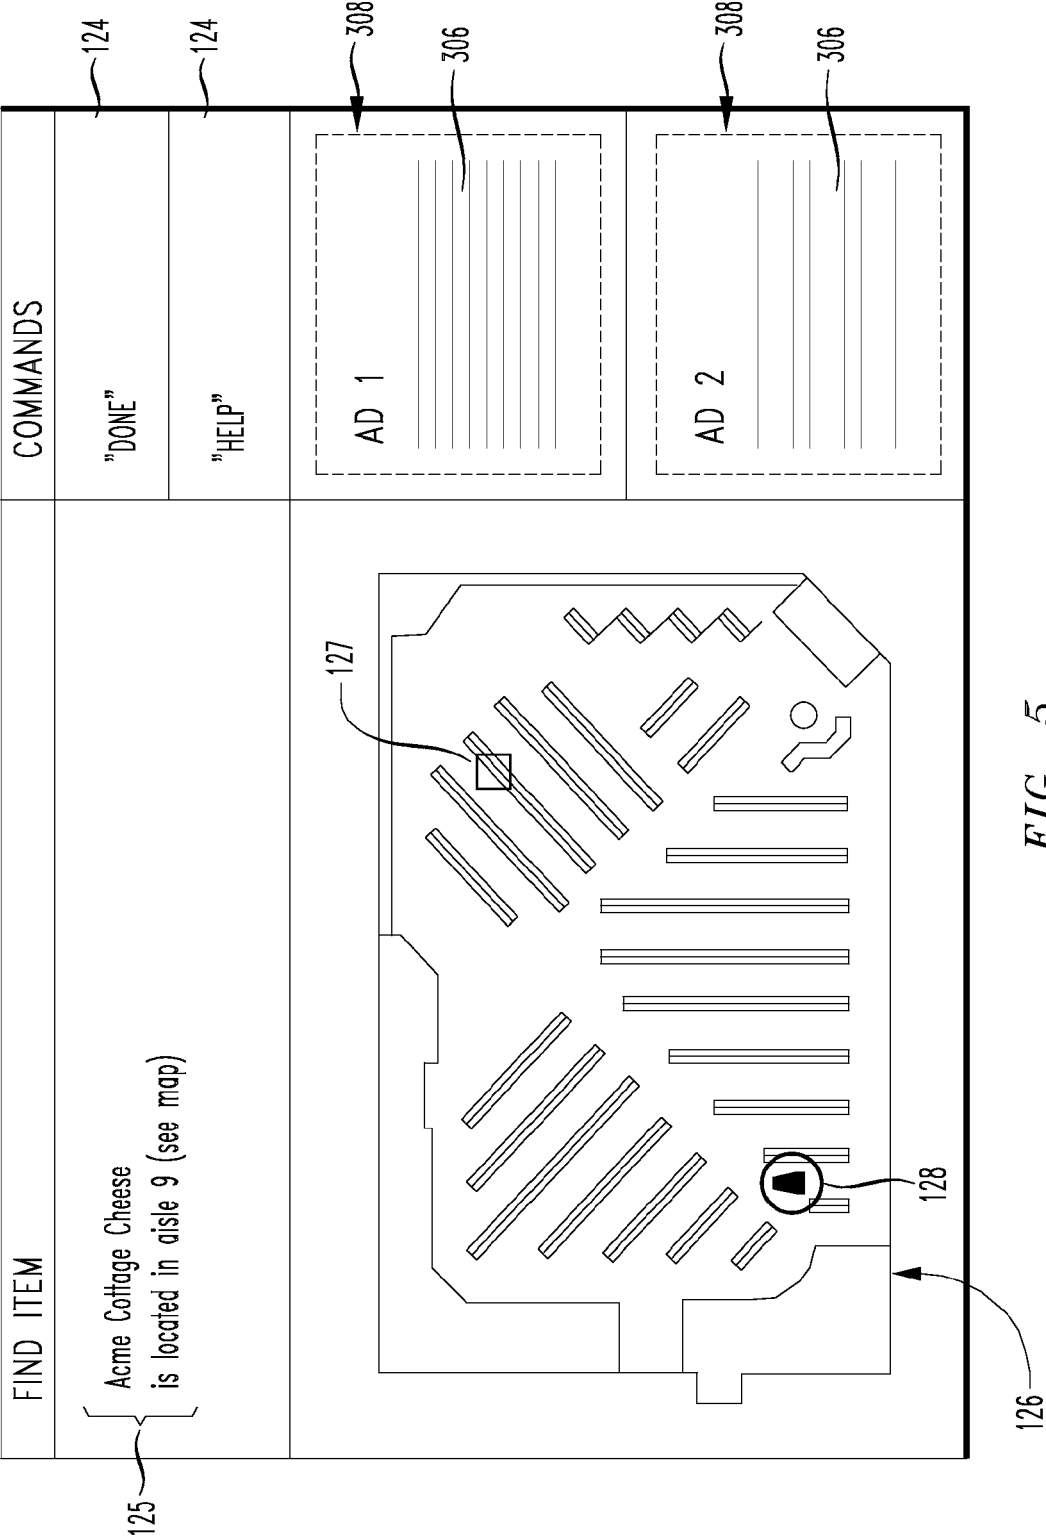 FIND ITEM
COMMANDS
125
Acme Cottage Cheese
is located in aisle 9 (see map)
"DONE"
124
"HELP"
124
127
AD 1
308
306
AD 2
308
306
128
126
FIG. 5